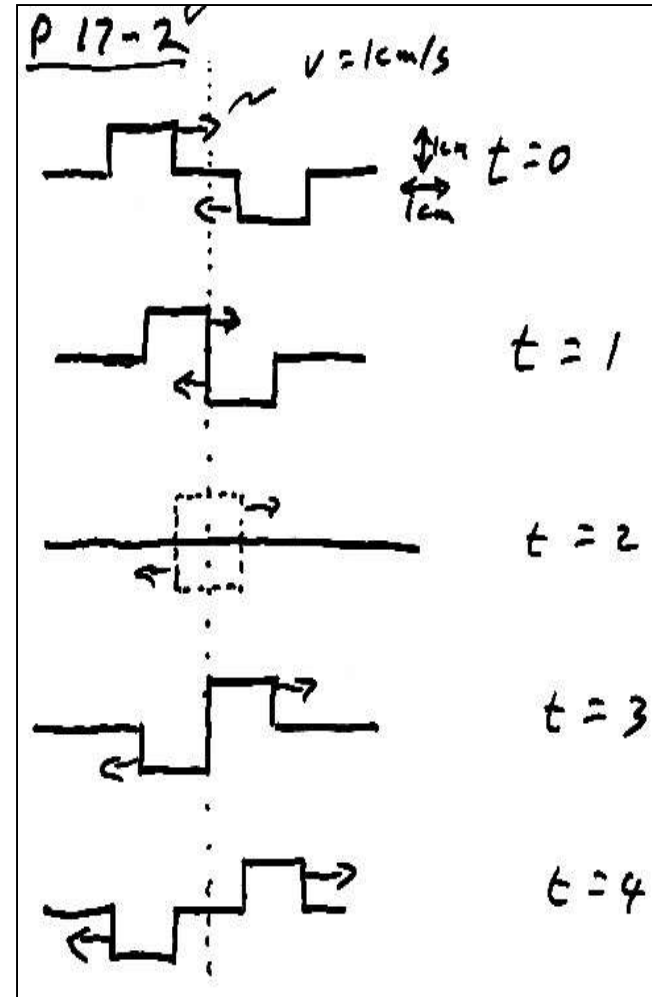 P 17-2
v = 1cm/s
1cm
t = 0
1cm
t = 1
t = 2
t = 3
t = 4